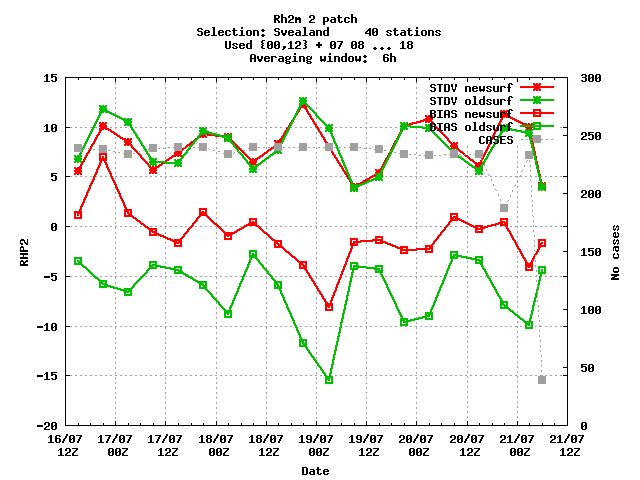 Rh2m 2 patch
Selection: Svealand     40 stations
Used {00,12} + 07 08 ... 18
Averaging window:  6h
STDV newsurf
STDV oldsurf
BIAS newsurf
BIAS oldsurf
CASES
15
10
5
0
-5
-10
-15
-20
RHP2
300
250
200
150
100
50
0
No cases
16/07 17/07 17/07 18/07 18/07 19/07 19/07 20/07 20/07 21/07 21/07
12Z 00Z 12Z 00Z 12Z 00Z 12Z 00Z 12Z 00Z 12Z
Date